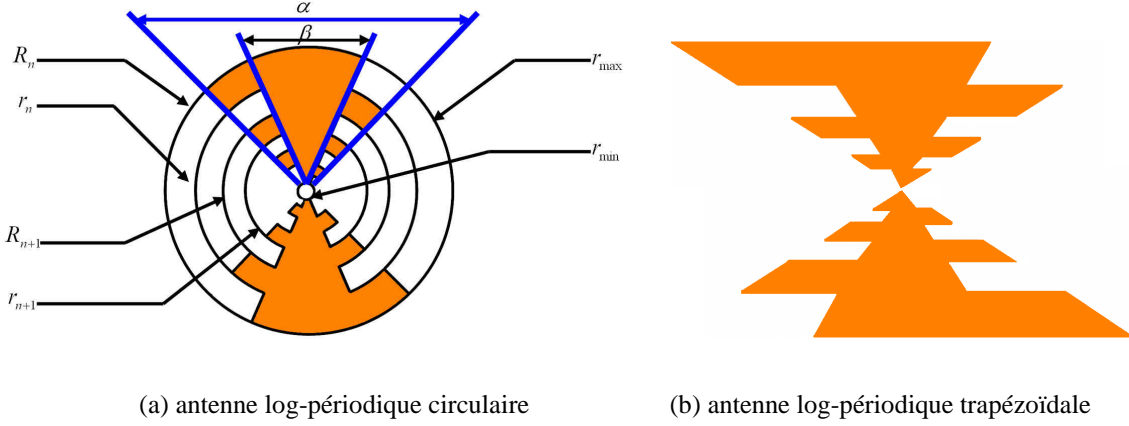 α
β
R_n
r_n
r_max
r_min
R_{n+1}
r_{n+1}
(a) antenne log-périodique circulaire
(b) antenne log-périodique trapézoïdale